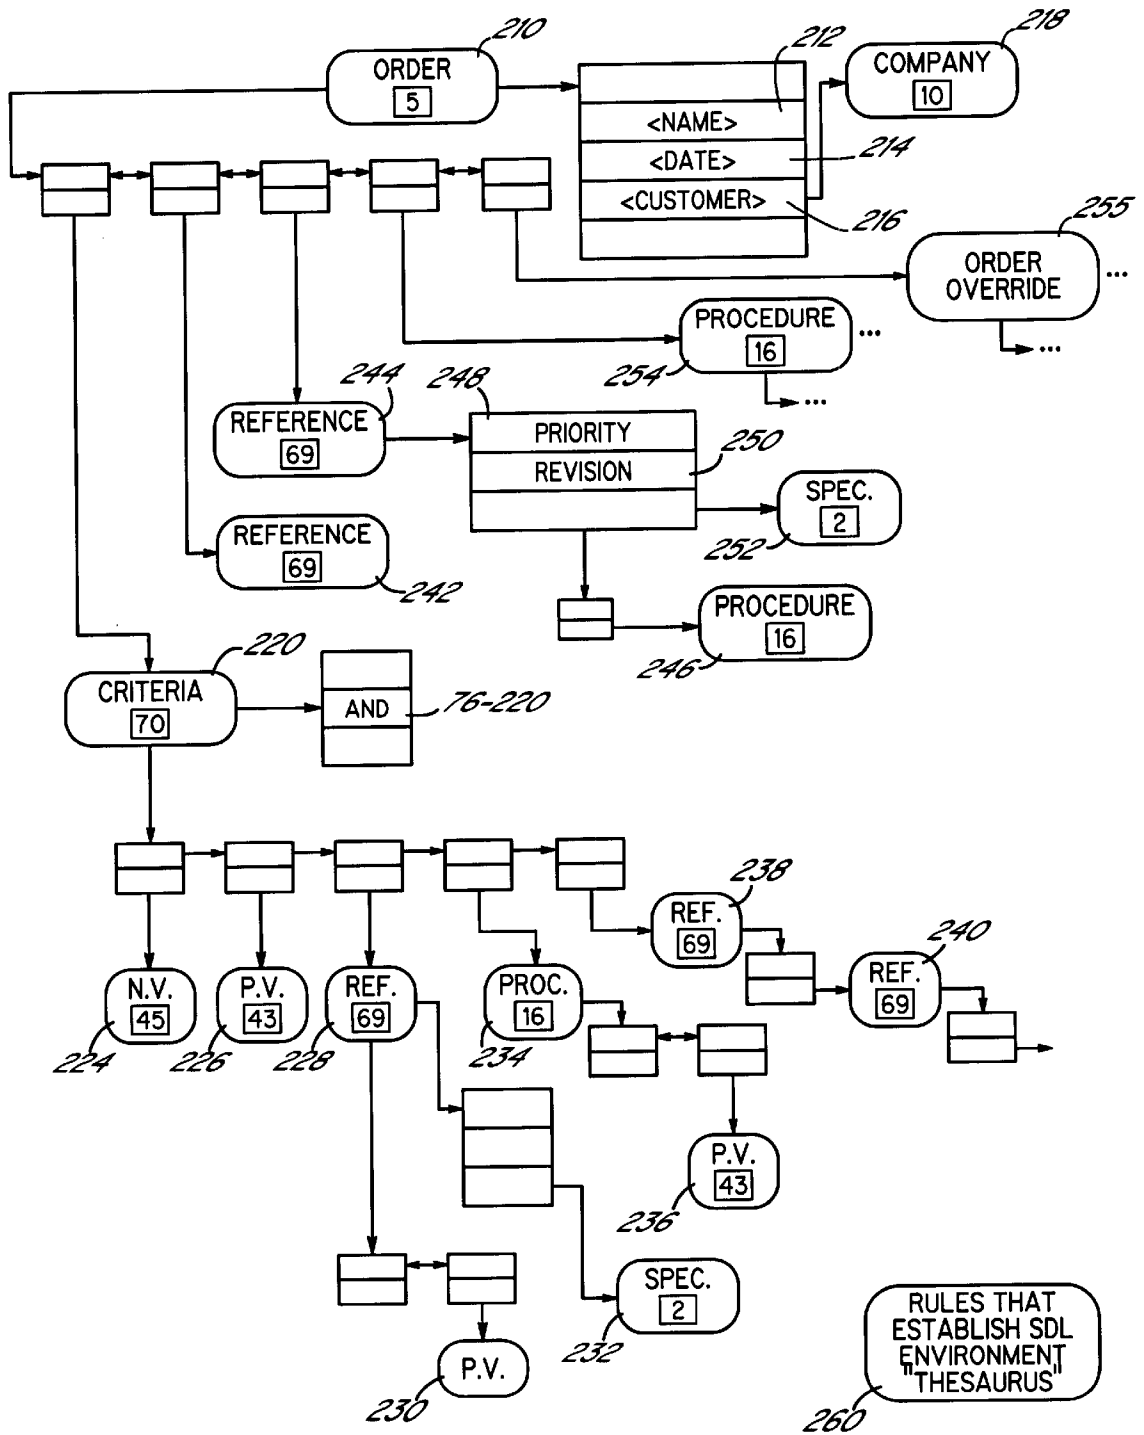 210
ORDER
5
212
<NAME>
<DATE>
214
<CUSTOMER>
216
218
COMPANY
10
255
ORDER
OVERRIDE
...
...
PROCEDURE
16
...
254
...
244
REFERENCE
69
248
PRIORITY
REVISION
250
SPEC.
2
252
REFERENCE
69
242
PROCEDURE
16
246
220
CRITERIA
70
AND
76-220
238
REF.
69
240
REF.
69
N.V.
45
224
P.V.
43
226
REF.
69
228
PROC.
16
234
P.V.
43
236
SPEC.
2
232
P.V.
230
RULES THAT
ESTABLISH SDL
ENVIRONMENT
"THESAURUS"
260